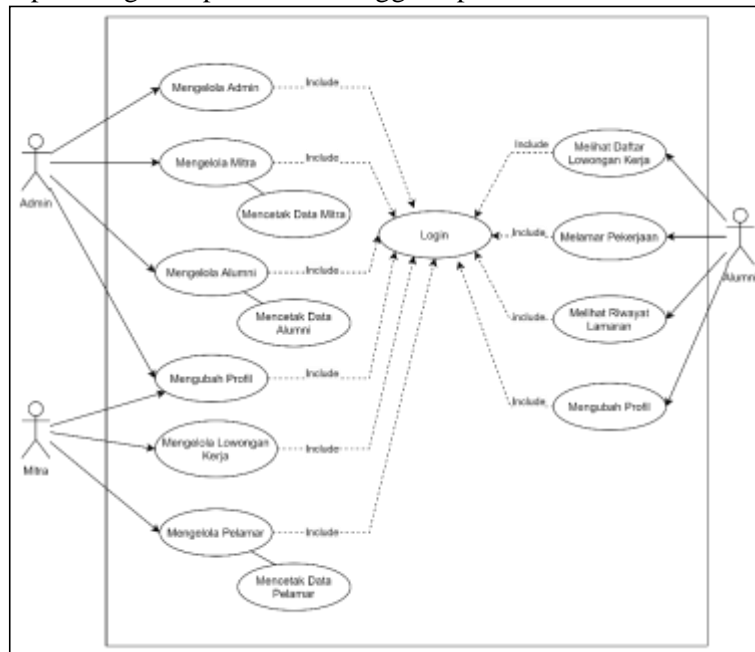 Mengelola Admin
Include
Mengelola Mitra
Include
Mencetak Data Mitra
Admin
Mengelola Alumni
Include
Mencetak Data
Alumni
Mengubah Profil
Include
Mitra
Mengelola Lowongan
Kerja
Include
Mengelola Pelamar
Include
Mencetak Data
Pelamar
Login
Include
Melihat Daftar
Lowongan Kerja
Include
Melamar Pekerjaan
Alumni
Include
Melihat Riwayat
Lamaran
Include
Mengubah Profil